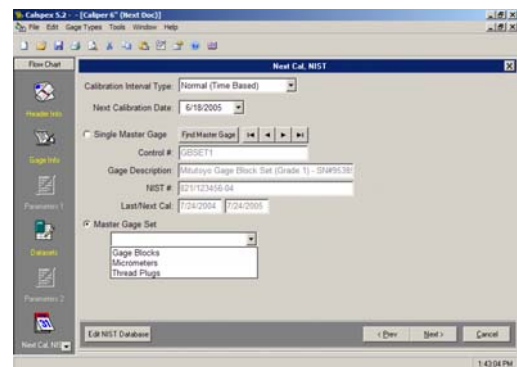 Calspex 5.2 - - [Caliper 6" (Next Doc)]
File Edit Gage Types Tools Window Help
Flow Chart
Next Cal, NIST
Header Info
Gage Info
Parameters 1
Datasets
Parameters 2
Next Cal, NIS
Calibration Interval Type: Normal (Time Based)
Next Calibration Date: 6/18/2005
Single Master Gage Find Master Gage
Control #: GBSET1
Gage Description: Mitutoyo Gage Block Set (Grade 1) - SN#95385
NIST #: 821/123456-04
Last/Next Cal: 7/24/2004 7/24/2005
Master Gage Set
Gage Blocks
Micrometers
Thread Plugs
Edit NIST Database < Prev Next > Cancel
1:43:04 PM